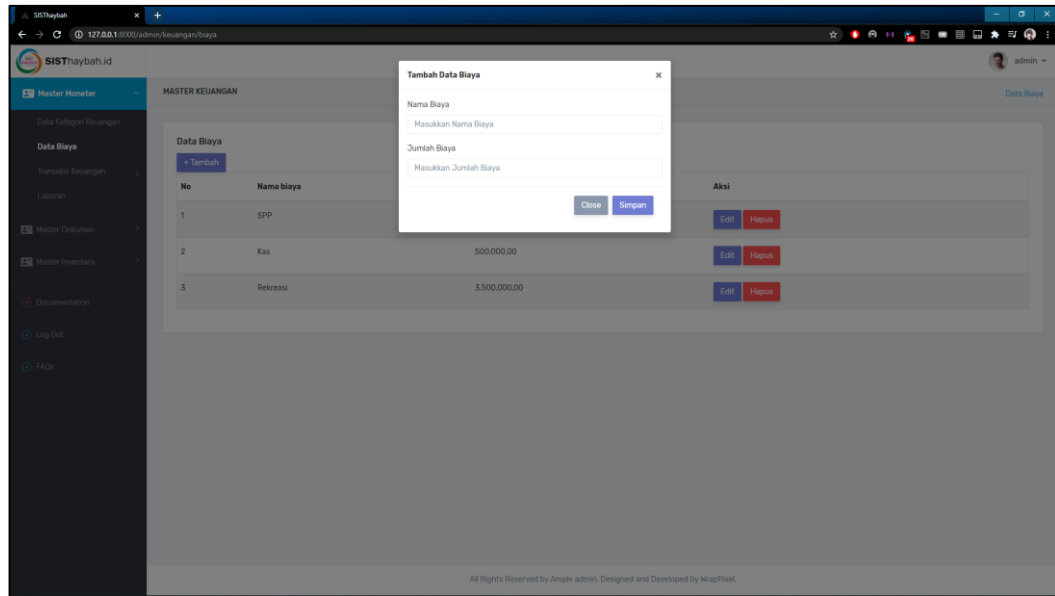 SISThaybah
127.0.0.1:8000/admin/keuangan/biaya
SISThaybah.id
admin
Master Moneter
MASTER KEUANGAN
Data Biaya
Data Kategori Keuangan
Data Biaya
Transaksi Keuangan
Laporan
Master Dokumen
Master Inventaris
Documentation
Log Out
FAQs
Tambah Data Biaya
Nama Biaya
Masukkan Nama Biaya
Jumlah Biaya
Masukkan Jumlah Biaya
Close Simpan
Data Biaya
+ Tambah
No Nama biaya Aksi
1 SPP Edit Hapus
2 Kas 500.000,00 Edit Hapus
3 Rekreasi 3.500.000,00 Edit Hapus
All Rights Reserved by Ample admin. Designed and Developed by WrapPixel.